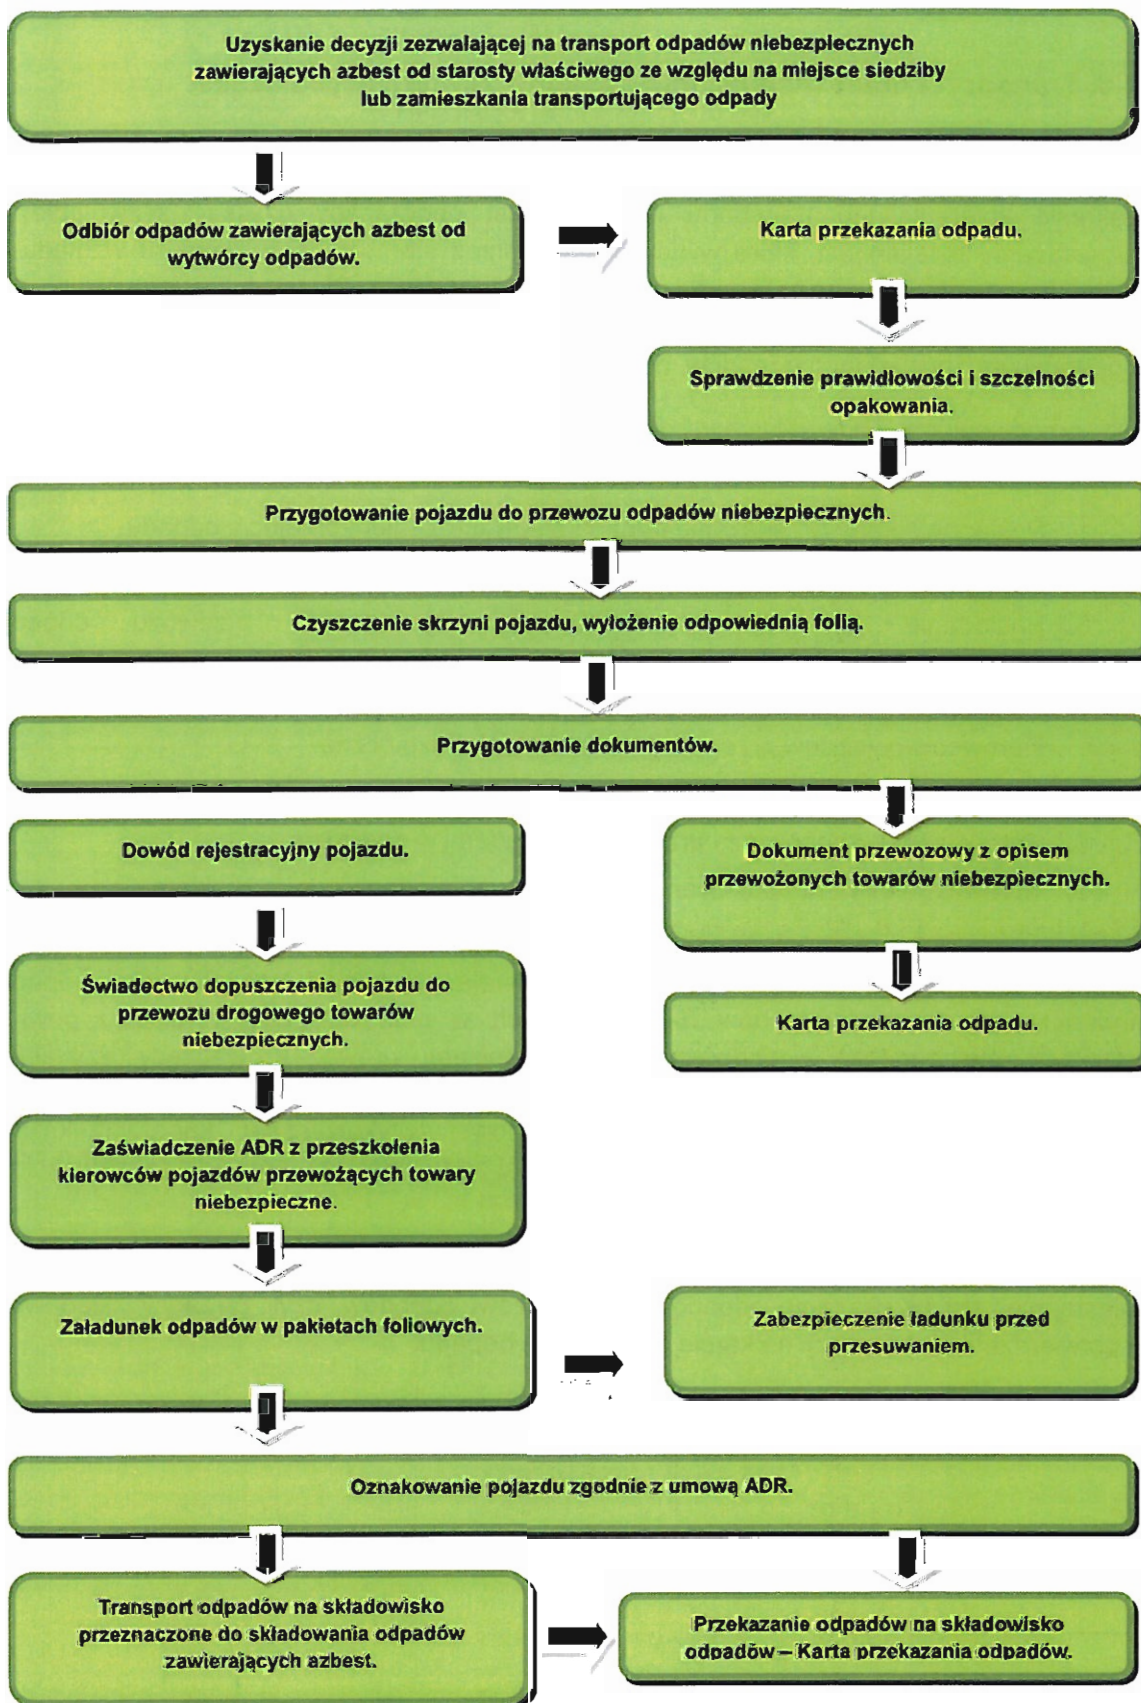 Uzyskanie decyzji zezwalającej na transport odpadów niebezpiecznych
zawierających azbest od starosty właściwego ze względu na miejsce siedziby
lub zamieszkania transportującego odpady
Odbiór odpadów zawierających azbest od
wytwórcy odpadów.
Karta przekazania odpadu.
Sprawdzenie prawidłowości i szczelności
opakowania.
Przygotowanie pojazdu do przewozu odpadów niebezpiecznych.
Czyszczenie skrzyni pojazdu, wyłożenie odpowiednią folią.
Przygotowanie dokumentów.
Dowód rejestracyjny pojazdu.
Dokument przewozowy z opisem
przewożonych towarów niebezpiecznych.
Świadectwo dopuszczenia pojazdu do
przewozu drogowego towarów
niebezpiecznych.
Karta przekazania odpadu.
Zaświadczenie ADR z przeszkolenia
kierowców pojazdów przewożących towary
niebezpieczne.
Załadunek odpadów w pakietach foliowych.
Zabezpieczenie ładunku przed
przesuwaniem.
Oznakowanie pojazdu zgodnie z umową ADR.
Transport odpadów na składowisko
przeznaczone do składowania odpadów
zawierających azbest.
Przekazanie odpadów na składowisko
odpadów – Karta przekazania odpadów.